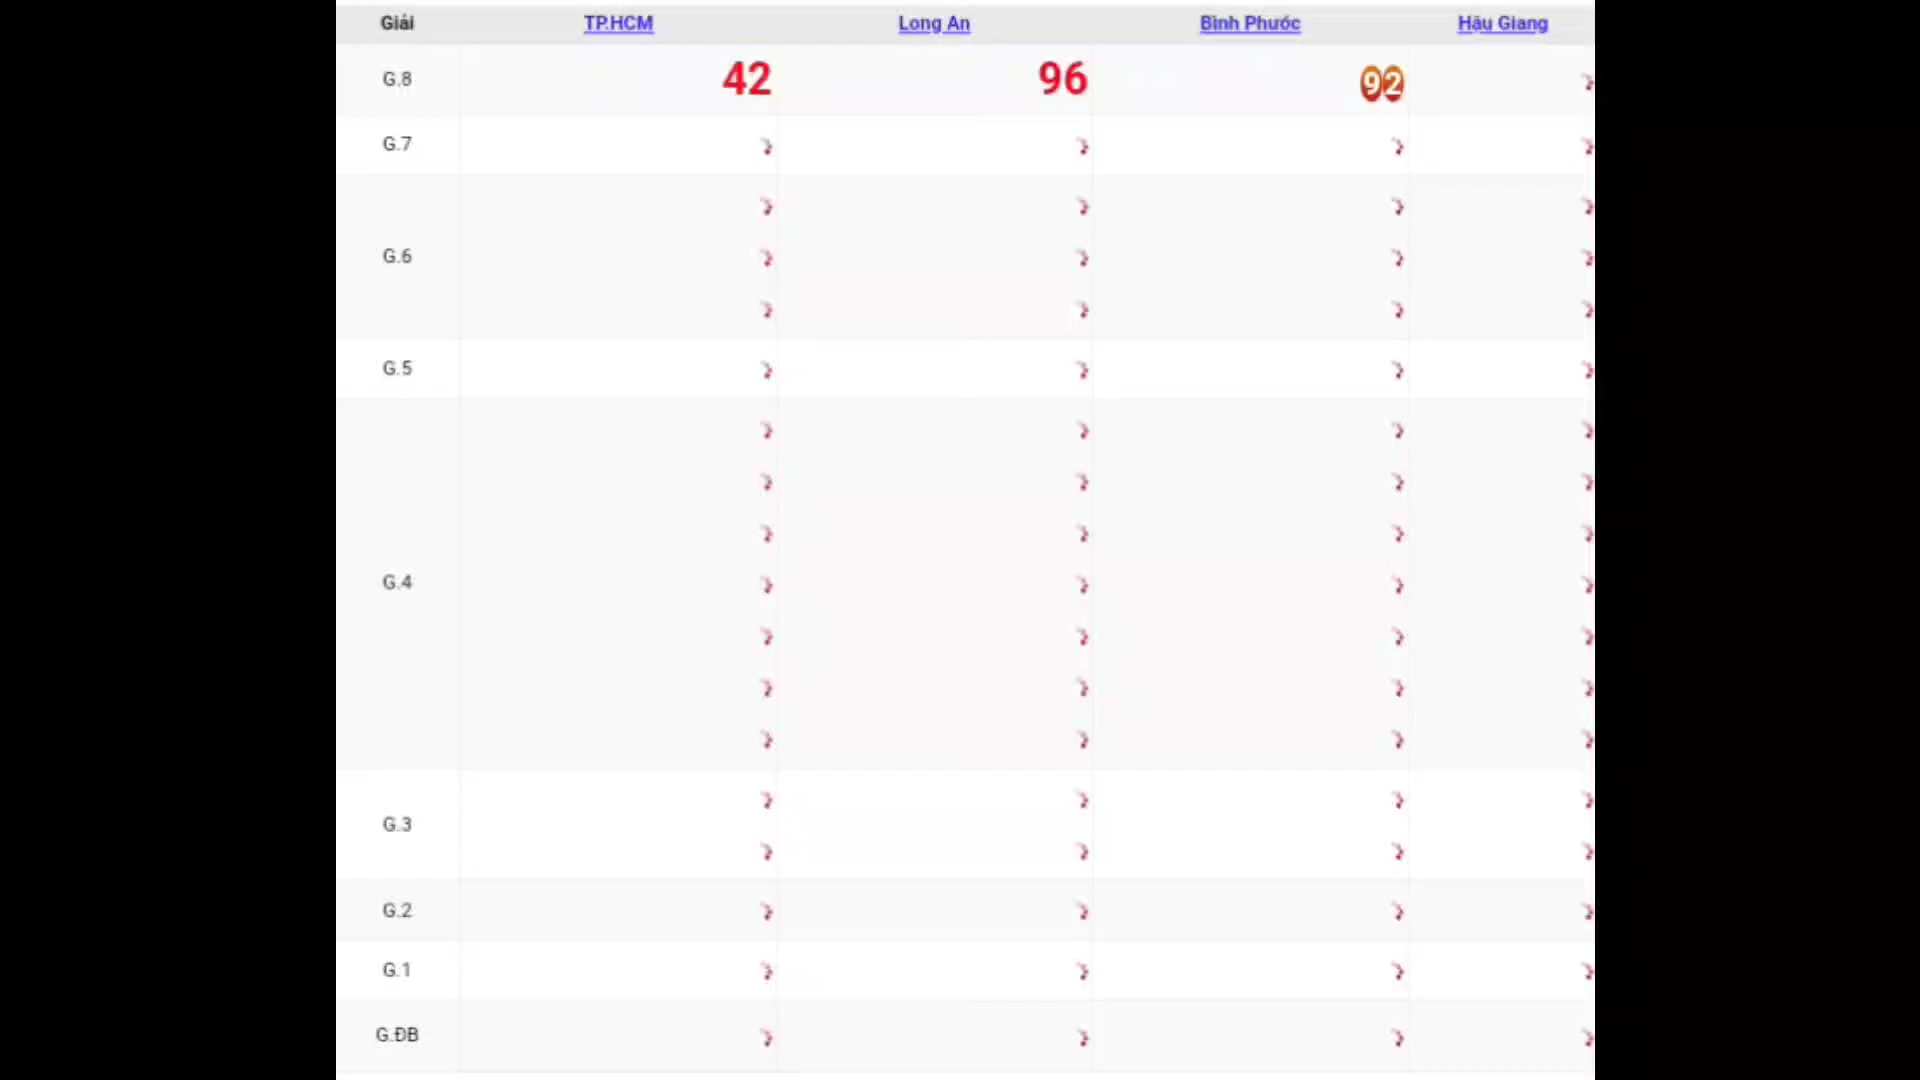 Giải TP.HCM Long An Bình Phước Hậu Giang
G.8 42 96 92
G.7
G.6
G.5
G.4
G.3
G.2
G.1
G.ĐB